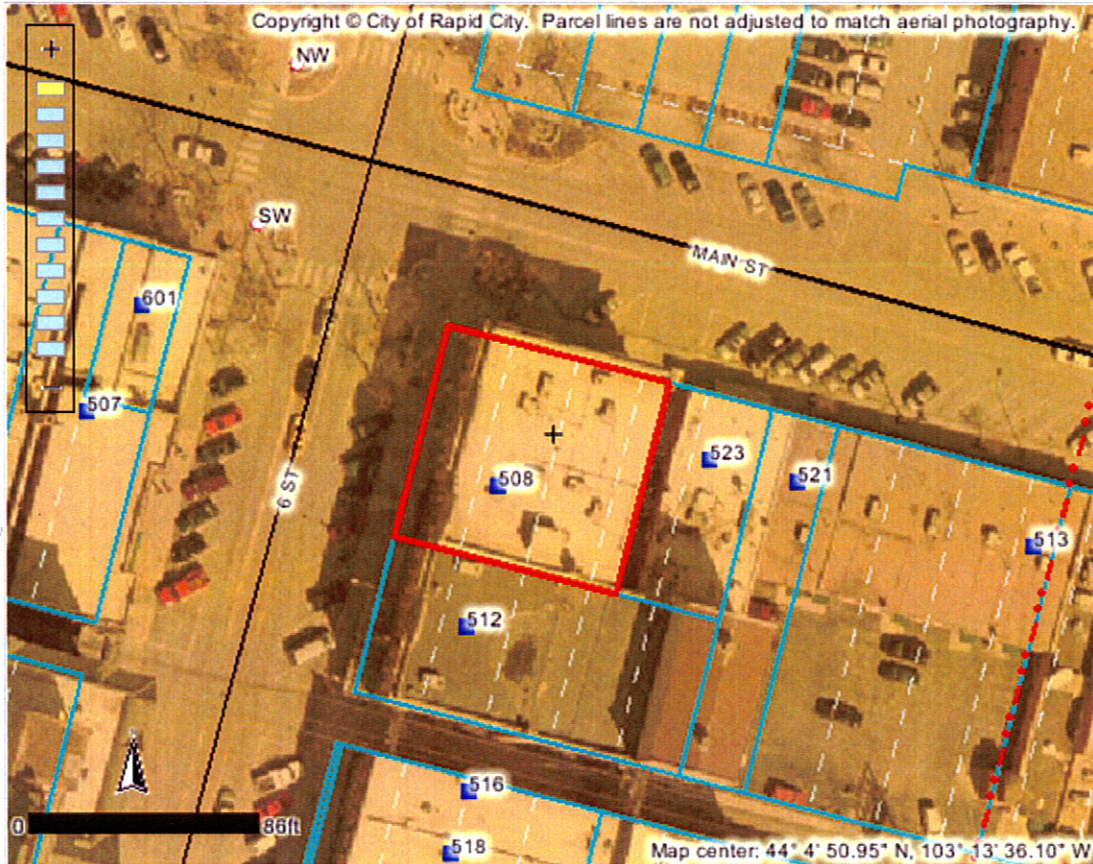 Copyright © City of Rapid City. Parcel lines are not adjusted to match aerial photography.
+
NW
SW
MAIN ST
601
507
6 ST
508
523
521
513
512
516
518
0 86ft
Map center: 44° 4' 50.95" N, 103° 13' 36.10" W